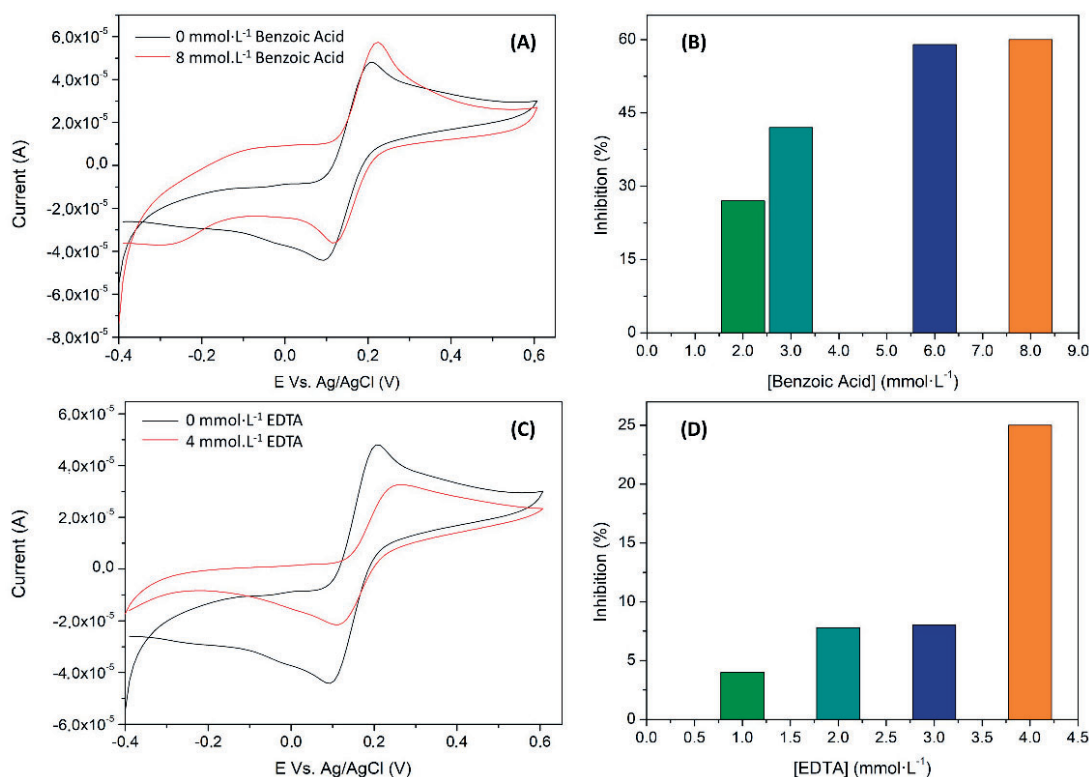 0 mmol·L⁻¹ Benzoic Acid
8 mmol.L⁻¹ Benzoic Acid
(A)
6,0x10⁻⁵
4,0x10⁻⁵
2,0x10⁻⁵
0,0
-2,0x10⁻⁵
-4,0x10⁻⁵
-6,0x10⁻⁵
-8,0x10⁻⁵
Current (A)
-0.4 -0.2 0.0 0.2 0.4 0.6
E Vs. Ag/AgCl (V)
(B)
60
45
30
15
0
Inhibition (%)
0.0 1.0 2.0 3.0 4.0 5.0 6.0 7.0 8.0 9.0
[Benzoic Acid] (mmol·L⁻¹)
0 mmol·L⁻¹ EDTA
4 mmol.L⁻¹ EDTA
(C)
6,0x10⁻⁵
4,0x10⁻⁵
2,0x10⁻⁵
0,0
-2,0x10⁻⁵
-4,0x10⁻⁵
-6,0x10⁻⁵
Current (A)
-0.4 -0.2 0.0 0.2 0.4 0.6
E Vs. Ag/AgCl (V)
(D)
25
20
15
10
5
0
Inhibition (%)
0.0 0.5 1.0 1.5 2.0 2.5 3.0 3.5 4.0 4.5
[EDTA] (mmol·L⁻¹)